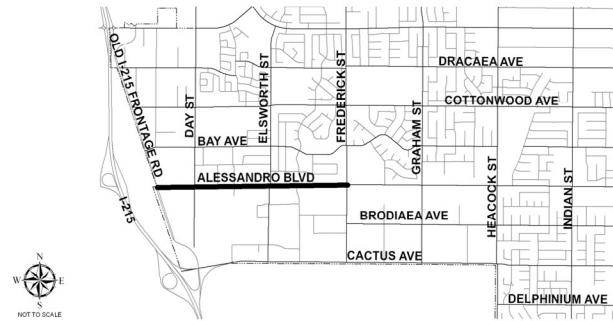 DRACAEA AVE
OLD I-215 FRONTAGE RD
DAY ST
ELSWORTH ST
FREDERICK ST
COTTONWOOD AVE
GRAHAM ST
BAY AVE
ALESSANDRO BLVD
I-215
HEACOCK ST
INDIAN ST
BRODIAEA AVE
CACTUS AVE
DELPHINIUM AVE
N
W E
S
NOT TO SCALE